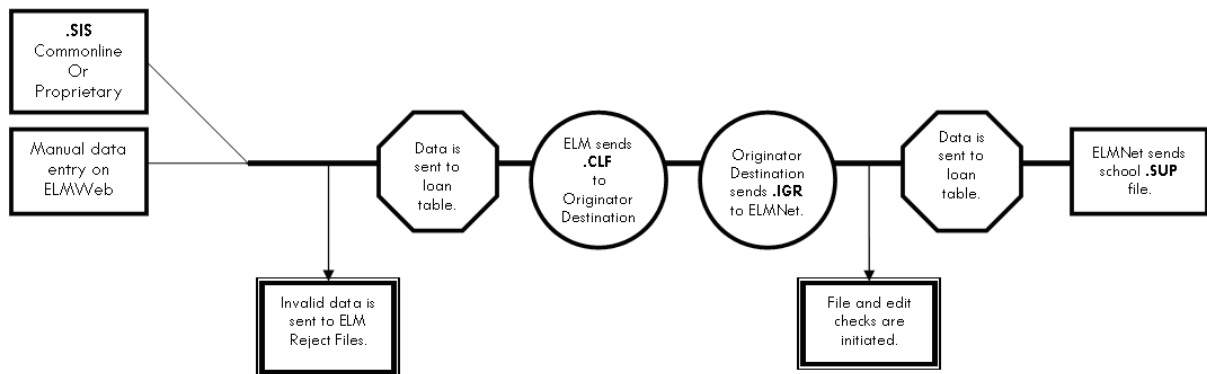 .SIS
Commonline
Or
Proprietary
Manual data
entry on
ELMWeb
Data is
sent to
loan
table.
ELM sends
.CLF
to
Originator
Destination
Originator
Destination
sends .IGR
to ELMNet.
Data is
sent to
loan
table.
ELMNet sends
school .SUP
file.
Invalid data is
sent to ELM
Reject Files.
File and edit
checks are
initiated.